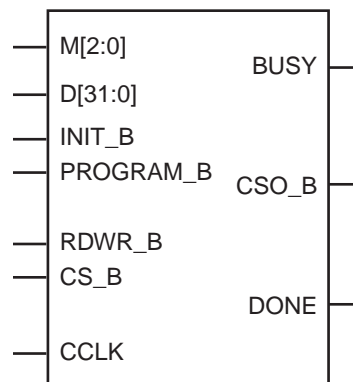 M[2:0]
BUSY
D[31:0]
INIT_B
PROGRAM_B
CSO_B
RDWR_B
CS_B
DONE
CCLK